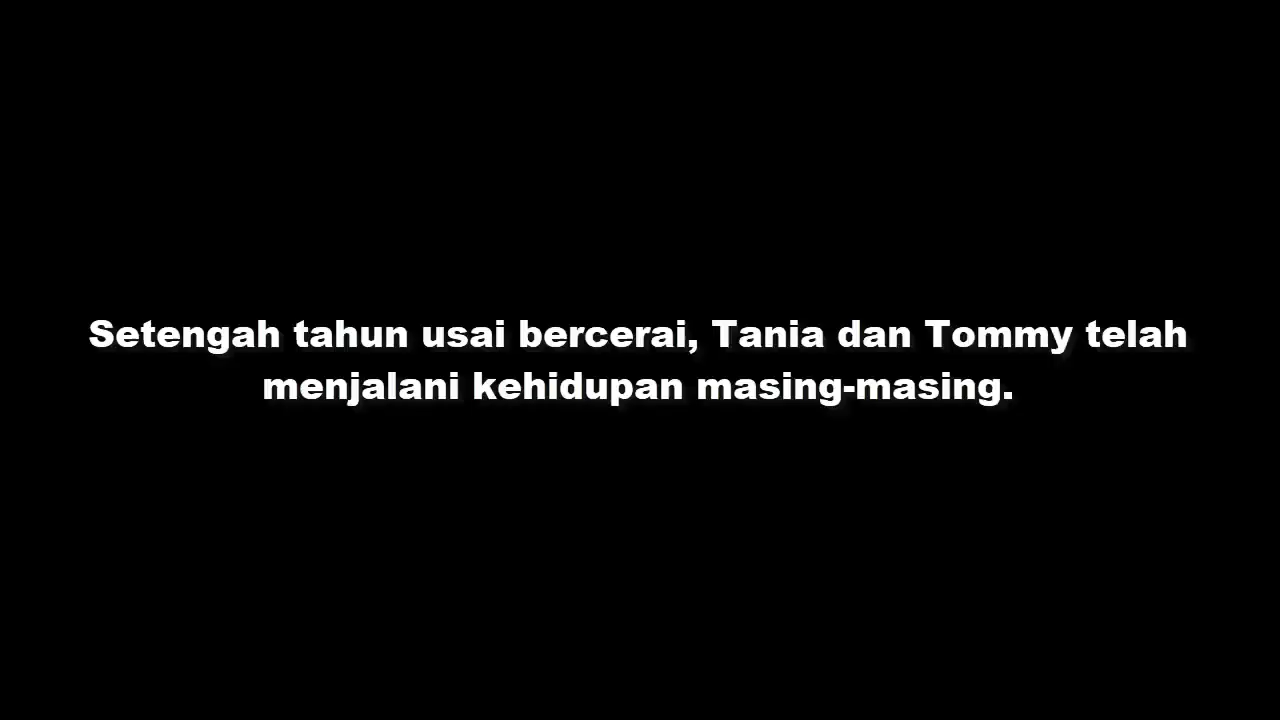 Setengah tahun usai bercerai, Tania dan Tommy telah
menjalani kehidupan masing-masing.